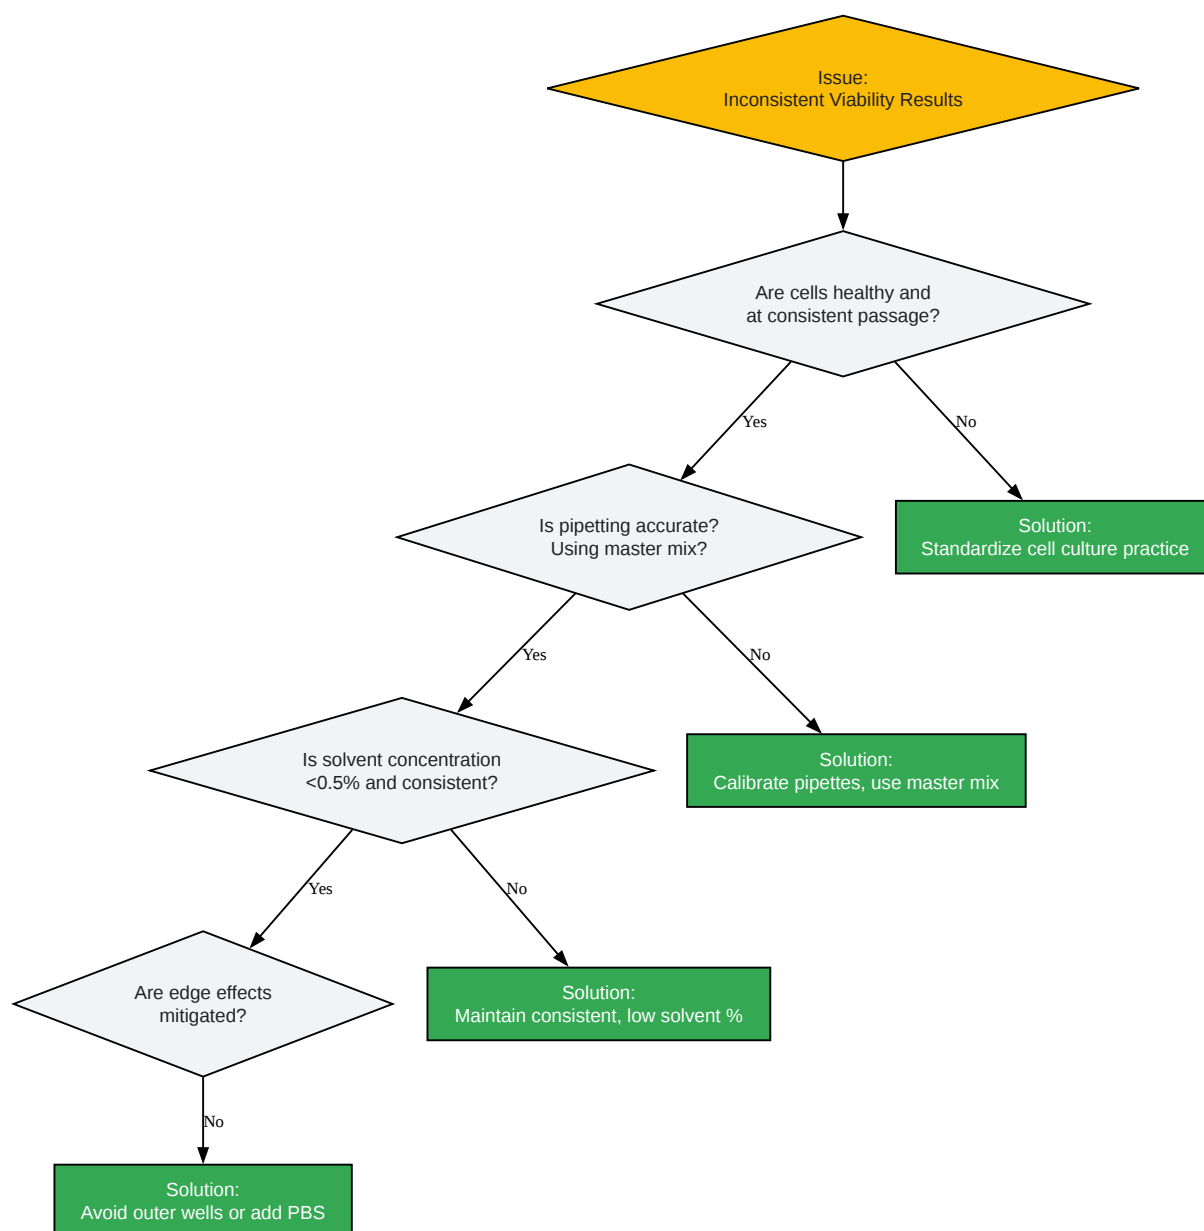 Issue:
Inconsistent Viability Results
Are cells healthy and
at consistent passage?
Yes
No
Is pipetting accurate?
Using master mix?
Solution:
Standardize cell culture practice
Yes
No
Is solvent concentration
<0.5% and consistent?
Solution:
Calibrate pipettes, use master mix
Yes
No
Are edge effects
mitigated?
Solution:
Maintain consistent, low solvent %
No
Solution:
Avoid outer wells or add PBS